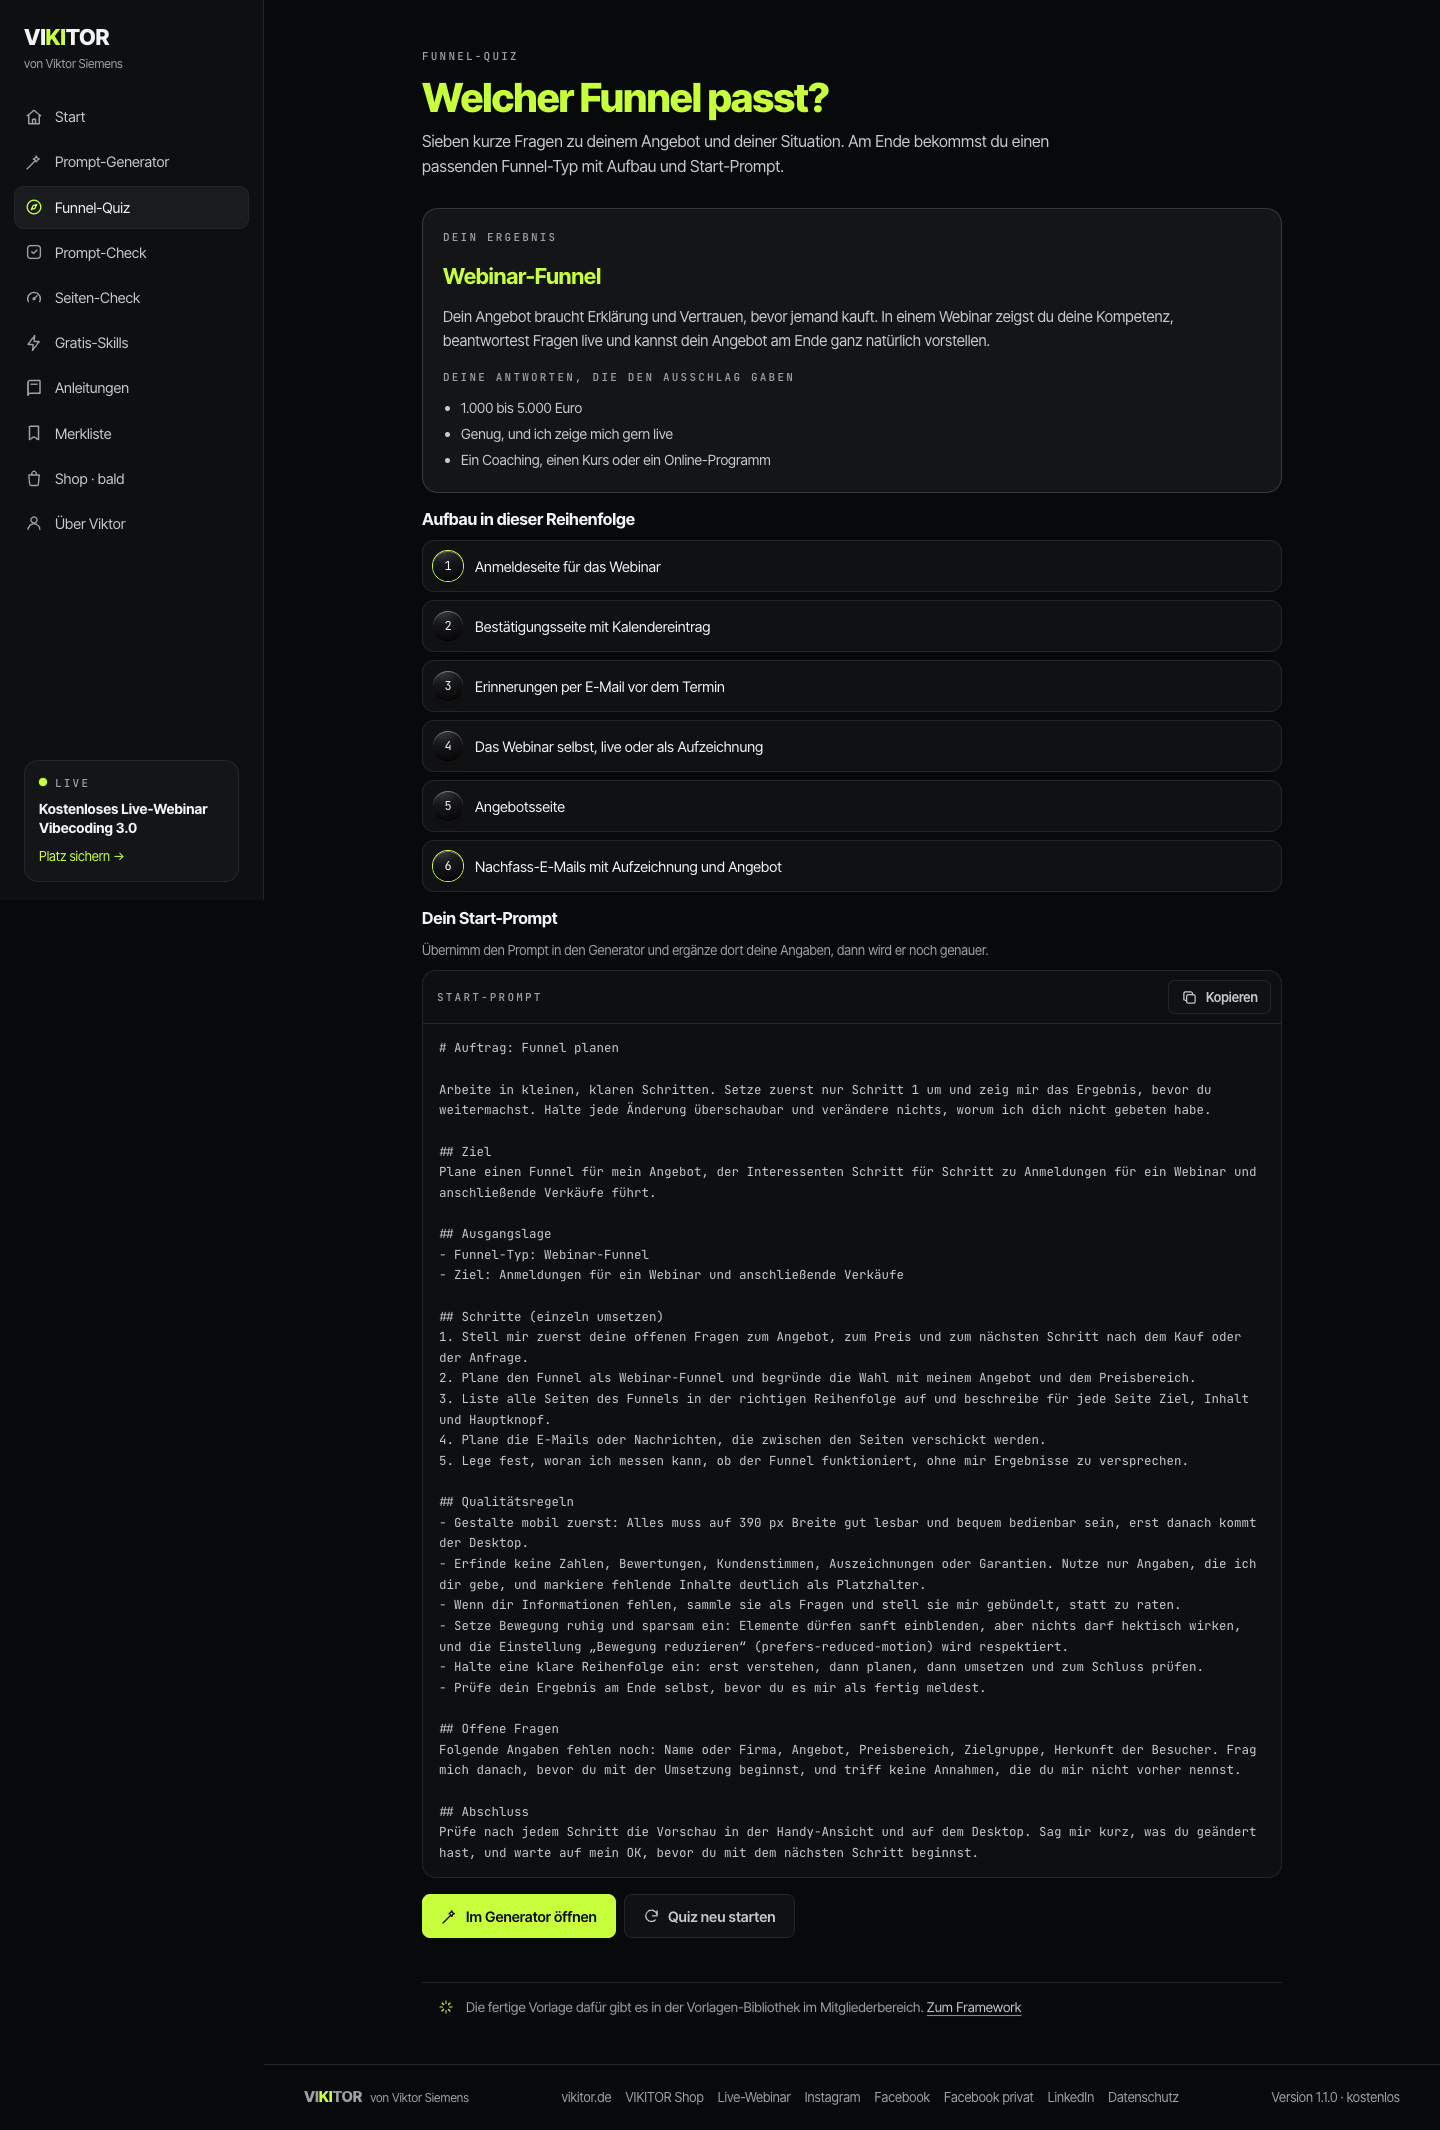 VIKITOR
von Viktor Siemens
Start
Prompt-Generator
Funnel-Quiz
Prompt-Check
Seiten-Check
Gratis-Skills
Anleitungen
Merkliste
Shop · bald
Über Viktor
LIVE
Kostenloses Live-Webinar
Vibecoding 3.0
Platz sichern →
FUNNEL-QUIZ
Welcher Funnel passt?
Sieben kurze Fragen zu deinem Angebot und deiner Situation. Am Ende bekommst du einen
passenden Funnel-Typ mit Aufbau und Start-Prompt.
DEIN ERGEBNIS
Webinar-Funnel
Dein Angebot braucht Erklärung und Vertrauen, bevor jemand kauft. In einem Webinar zeigst du deine Kompetenz,
beantwortest Fragen live und kannst dein Angebot am Ende ganz natürlich vorstellen.
DEINE ANTWORTEN, DIE DEN AUSSCHLAG GABEN
• 1.000 bis 5.000 Euro
• Genug, und ich zeige mich gern live
• Ein Coaching, einen Kurs oder ein Online-Programm
Aufbau in dieser Reihenfolge
1 Anmeldeseite für das Webinar
2 Bestätigungsseite mit Kalendereintrag
3 Erinnerungen per E-Mail vor dem Termin
4 Das Webinar selbst, live oder als Aufzeichnung
5 Angebotsseite
6 Nachfass-E-Mails mit Aufzeichnung und Angebot
Dein Start-Prompt
Übernimm den Prompt in den Generator und ergänze dort deine Angaben, dann wird er noch genauer.
START-PROMPT
Kopieren
# Auftrag: Funnel planen
Arbeite in kleinen, klaren Schritten. Setze zuerst nur Schritt 1 um und zeig mir das Ergebnis, bevor du
weitermachst. Halte jede Änderung überschaubar und verändere nichts, worum ich dich nicht gebeten habe.
## Ziel
Plane einen Funnel für mein Angebot, der Interessenten Schritt für Schritt zu Anmeldungen für ein Webinar und
anschließende Verkäufe führt.
## Ausgangslage
- Funnel-Typ: Webinar-Funnel
- Ziel: Anmeldungen für ein Webinar und anschließende Verkäufe
## Schritte (einzeln umsetzen)
1. Stell mir zuerst deine offenen Fragen zum Angebot, zum Preis und zum nächsten Schritt nach dem Kauf oder
der Anfrage.
2. Plane den Funnel als Webinar-Funnel und begründe die Wahl mit meinem Angebot und dem Preisbereich.
3. Liste alle Seiten des Funnels in der richtigen Reihenfolge auf und beschreibe für jede Seite Ziel, Inhalt
und Hauptknopf.
4. Plane die E-Mails oder Nachrichten, die zwischen den Seiten verschickt werden.
5. Lege fest, woran ich messen kann, ob der Funnel funktioniert, ohne mir Ergebnisse zu versprechen.
## Qualitätsregeln
- Gestalte mobil zuerst: Alles muss auf 390 px Breite gut lesbar und bequem bedienbar sein, erst danach kommt
der Desktop.
- Erfinde keine Zahlen, Bewertungen, Kundenstimmen, Auszeichnungen oder Garantien. Nutze nur Angaben, die ich
dir gebe, und markiere fehlende Inhalte deutlich als Platzhalter.
- Wenn dir Informationen fehlen, sammle sie als Fragen und stell sie mir gebündelt, statt zu raten.
- Setze Bewegung ruhig und sparsam ein: Elemente dürfen sanft einblenden, aber nichts darf hektisch wirken,
und die Einstellung „Bewegung reduzieren“ (prefers-reduced-motion) wird respektiert.
- Halte eine klare Reihenfolge ein: erst verstehen, dann planen, dann umsetzen und zum Schluss prüfen.
- Prüfe dein Ergebnis am Ende selbst, bevor du es mir als fertig meldest.
## Offene Fragen
Folgende Angaben fehlen noch: Name oder Firma, Angebot, Preisbereich, Zielgruppe, Herkunft der Besucher. Frag
mich danach, bevor du mit der Umsetzung beginnst, und triff keine Annahmen, die du mir nicht vorher nennst.
## Abschluss
Prüfe nach jedem Schritt die Vorschau in der Handy-Ansicht und auf dem Desktop. Sag mir kurz, was du geändert
hast, und warte auf mein OK, bevor du mit dem nächsten Schritt beginnst.
Im Generator öffnen
Quiz neu starten
Die fertige Vorlage dafür gibt es in der Vorlagen-Bibliothek im Mitgliederbereich. Zum Framework
VIKITOR von Viktor Siemens
vikitor.de VIKITOR Shop Live-Webinar Instagram Facebook Facebook privat LinkedIn Datenschutz
Version 1.1.0 · kostenlos